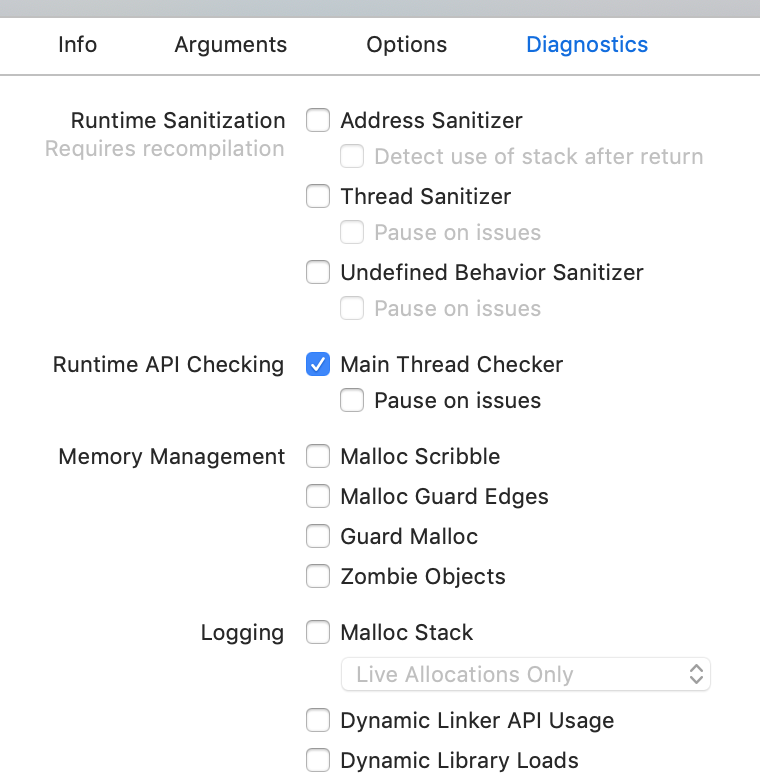 Info Arguments Options Diagnostics
Runtime Sanitization Address Sanitizer
Requires recompilation Detect use of stack after return
Thread Sanitizer
Pause on issues
Undefined Behavior Sanitizer
Pause on issues
Runtime API Checking Main Thread Checker
Pause on issues
Memory Management Malloc Scribble
Malloc Guard Edges
Guard Malloc
Zombie Objects
Logging Malloc Stack
Live Allocations Only
Dynamic Linker API Usage
Dynamic Library Loads